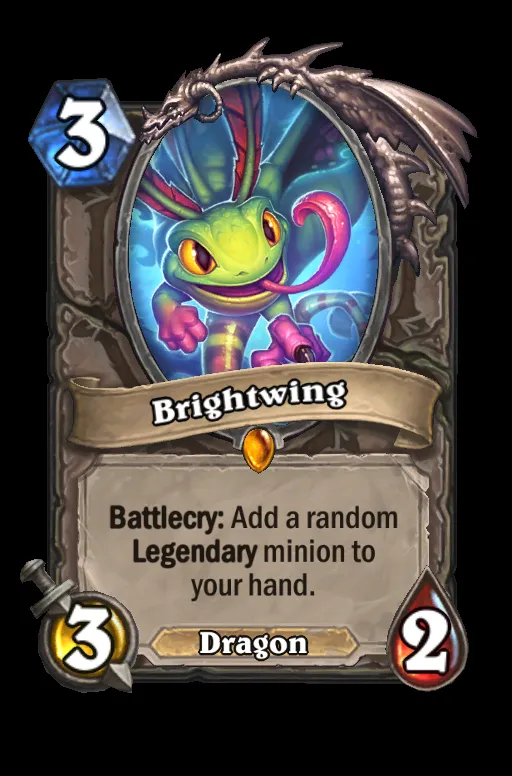 3
Brightwing
Battlecry: Add a random
Legendary minion to
your hand.
3
Dragon
2